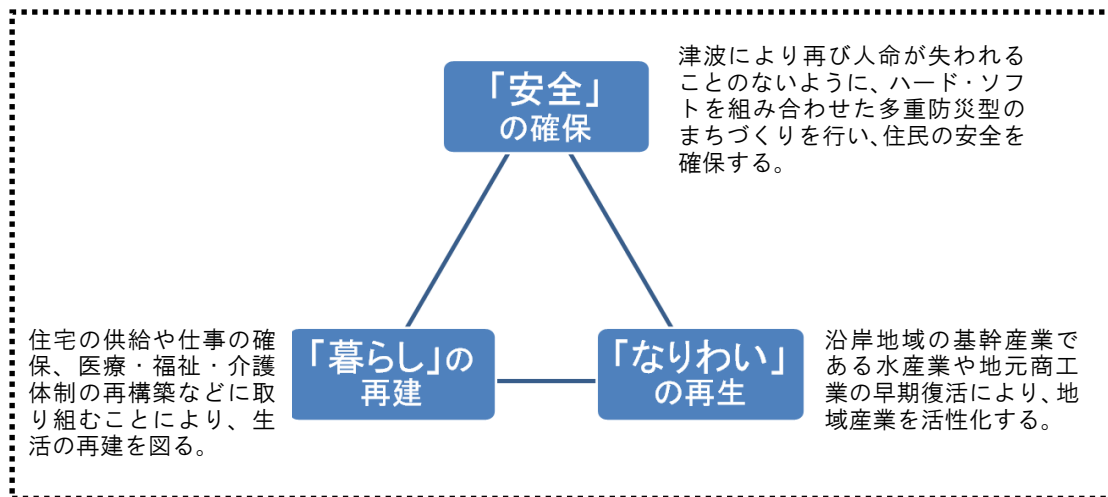 「安全」
の確保
津波により再び人命が失われる
ことのないように、ハード・ソフ
トを組み合わせた多重防災型の
まちづくりを行い、住民の安全を
確保する。
住宅の供給や仕事の確
保、医療・福祉・介護
体制の再構築などに取
り組むことにより、生
活の再建を図る。
「暮らし」の
再建
「なりわい」
の再生
沿岸地域の基幹産業で
ある水産業や地元商工
業の早期復活により、地
域産業を活性化する。